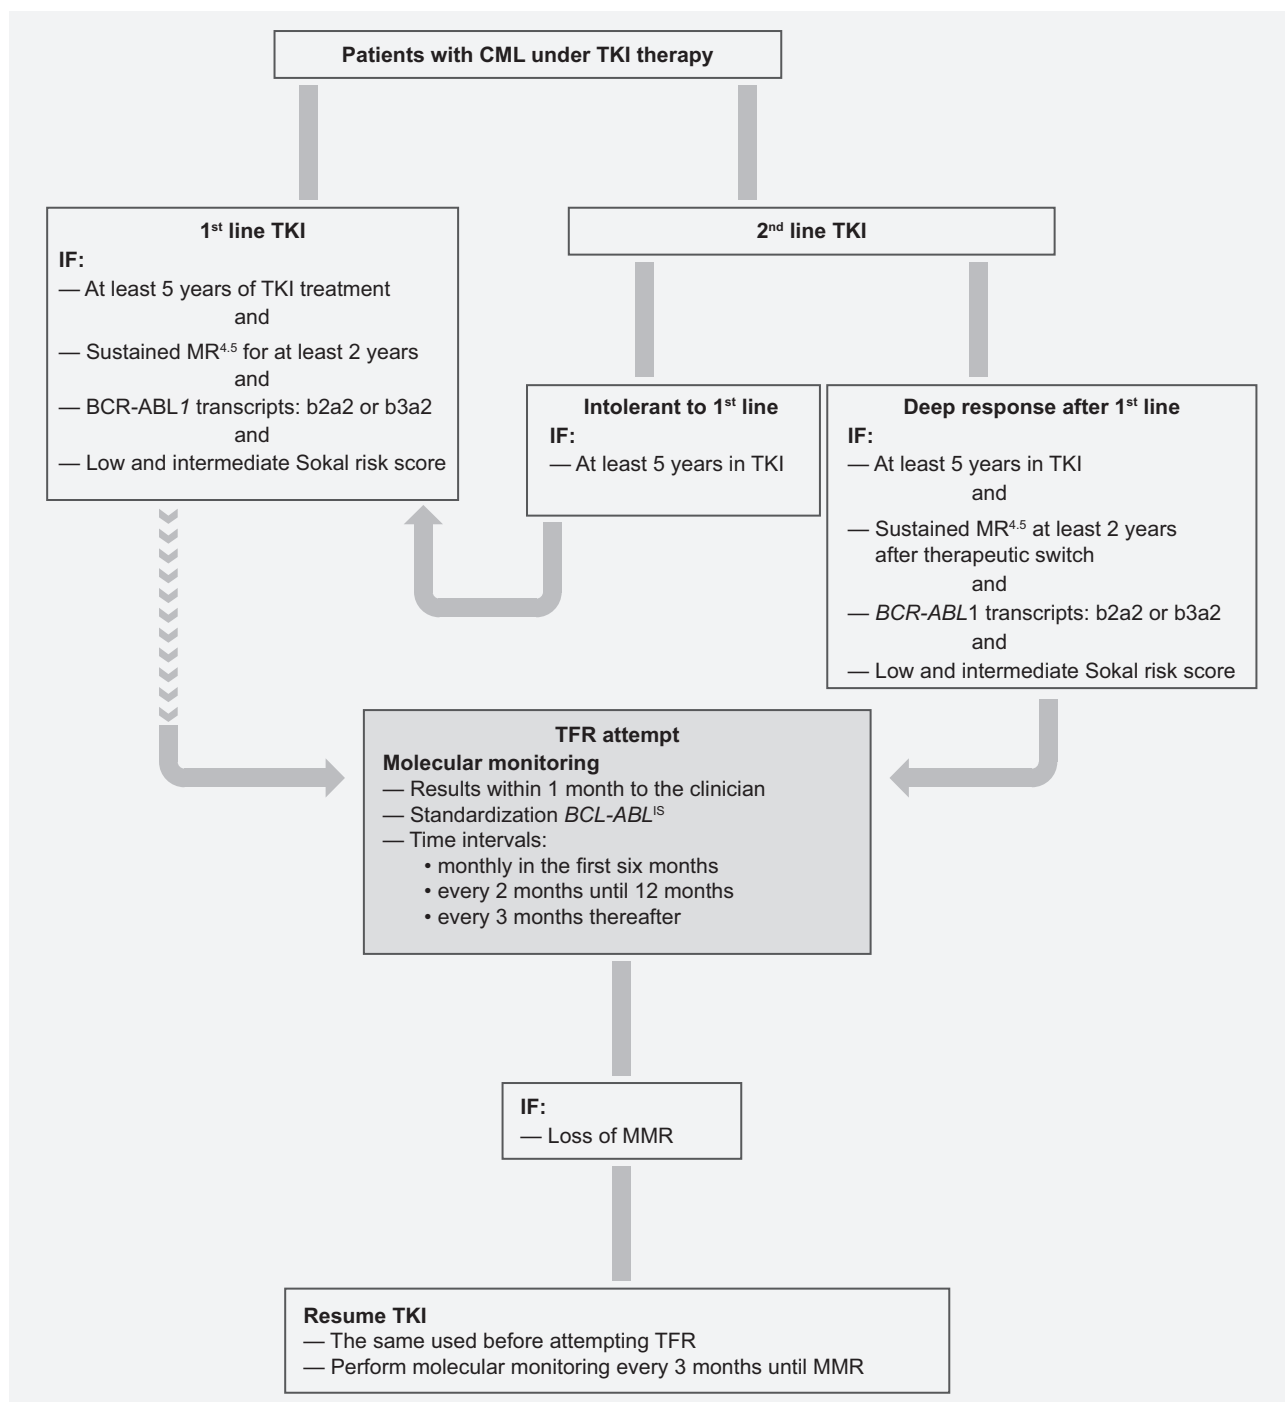 Patients with CML under TKI therapy
1st line TKI
IF:
— At least 5 years of TKI treatment
and
— Sustained MR4.5 for at least 2 years
and
— BCR-ABL1 transcripts: b2a2 or b3a2
and
— Low and intermediate Sokal risk score
2nd line TKI
Intolerant to 1st line
IF:
— At least 5 years in TKI
Deep response after 1st line
IF:
— At least 5 years in TKI
and
— Sustained MR4.5 at least 2 years
after therapeutic switch
and
— BCR-ABL1 transcripts: b2a2 or b3a2
and
— Low and intermediate Sokal risk score
TFR attempt
Molecular monitoring
— Results within 1 month to the clinician
— Standardization BCL-ABLIS
— Time intervals:
• monthly in the first six months
• every 2 months until 12 months
• every 3 months thereafter
IF:
— Loss of MMR
Resume TKI
— The same used before attempting TFR
— Perform molecular monitoring every 3 months until MMR